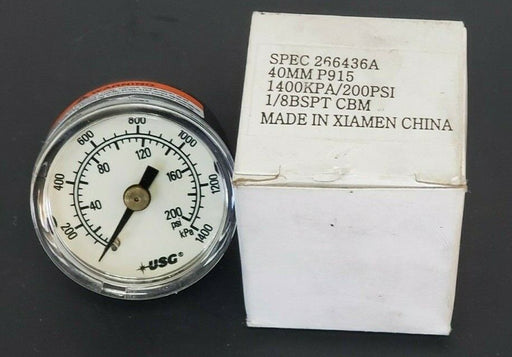 WARNING
800
600
1000
120
80
400
160
1200
40
200
200
psi
kPa
1400
USG®
SPEC 266436A
40MM P915
1400KPA/200PSI
1/8BSPT CBM
MADE IN XIAMEN CHINA